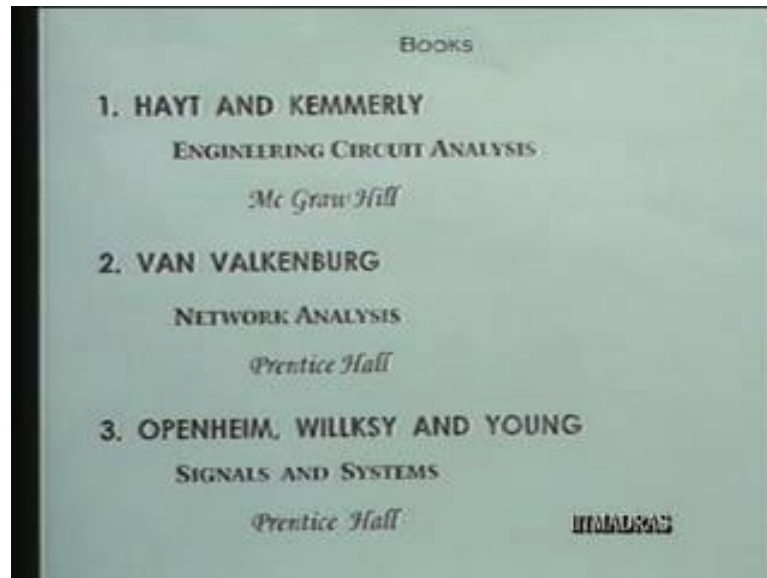 BOOKS
1. HAYT AND KEMMERLY
ENGINEERING CIRCUIT ANALYSIS
Mc Graw Hill
2. VAN VALKENBURG
NETWORK ANALYSIS
Prentice Hall
3. OPENHEIM, WILLKSY AND YOUNG
SIGNALS AND SYSTEMS
Prentice Hall
IITMADRAS